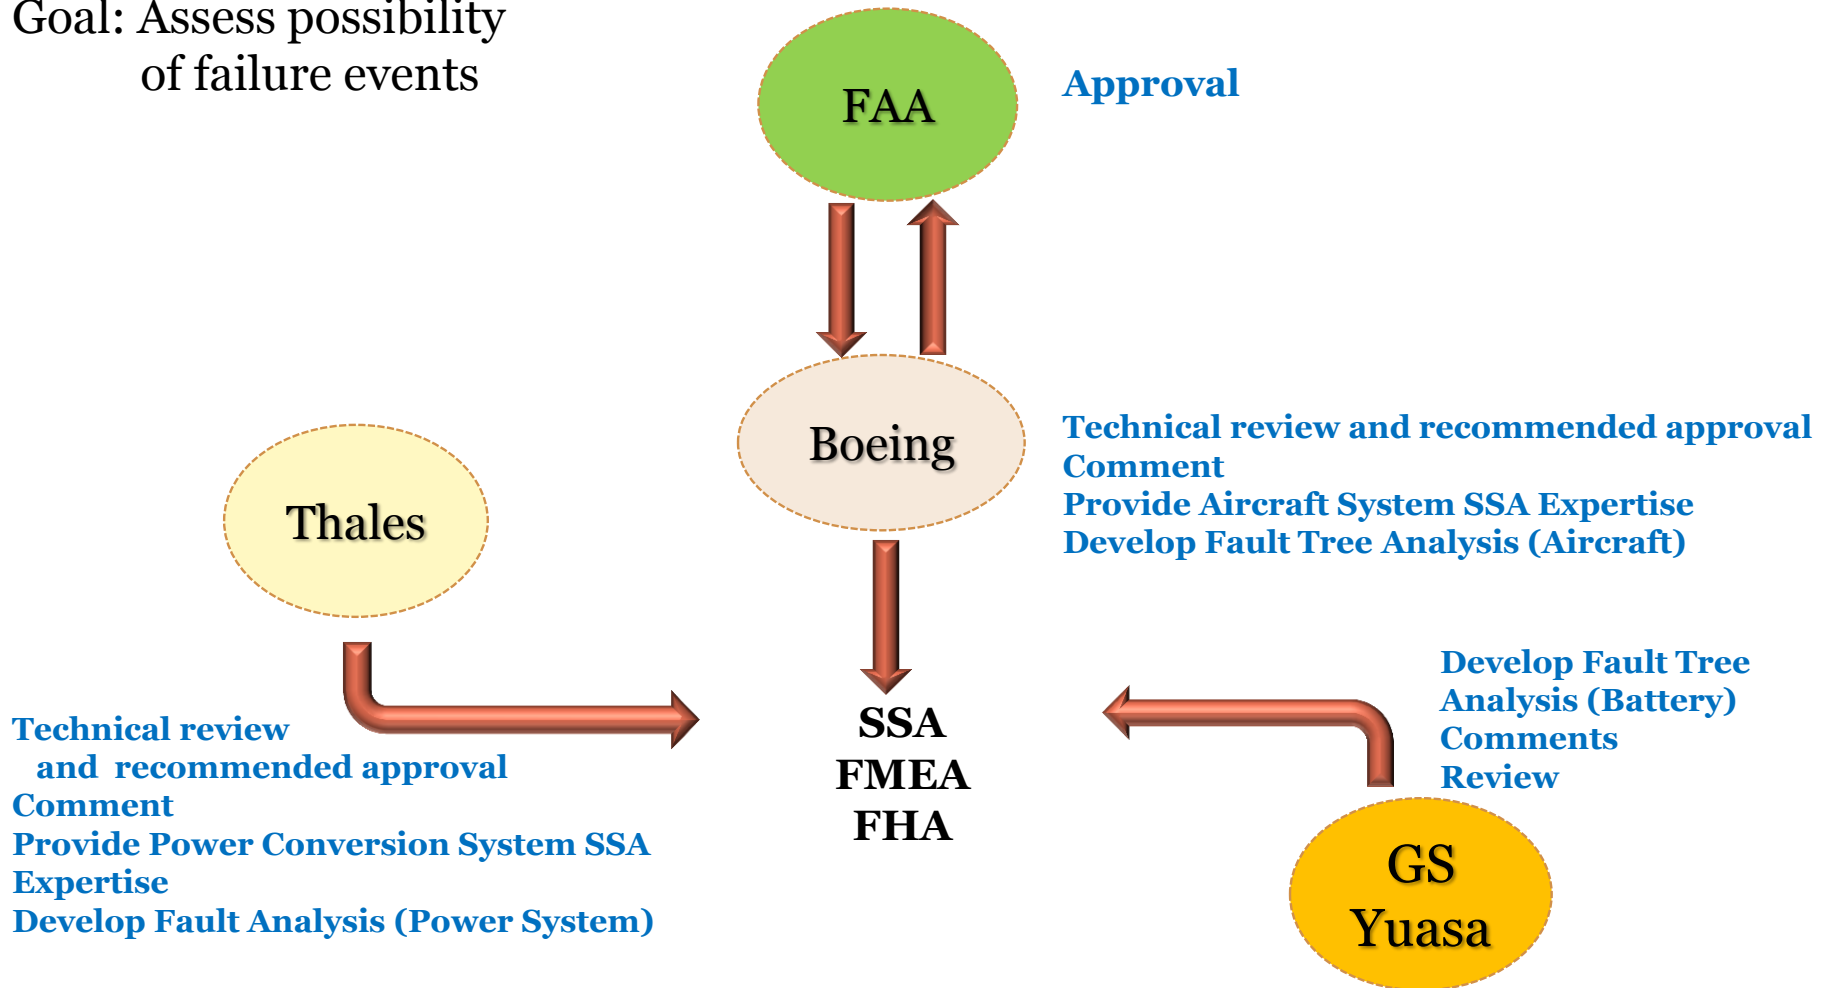 Goal: Assess possibility
of failure events
FAA
Approval
Boeing
Technical review and recommended approval
Comment
Provide Aircraft System SSA Expertise
Develop Fault Tree Analysis (Aircraft)
Thales
Technical review
and recommended approval
Comment
Provide Power Conversion System SSA
Expertise
Develop Fault Analysis (Power System)
SSA
FMEA
FHA
Develop Fault Tree
Analysis (Battery)
Comments
Review
GS
Yuasa